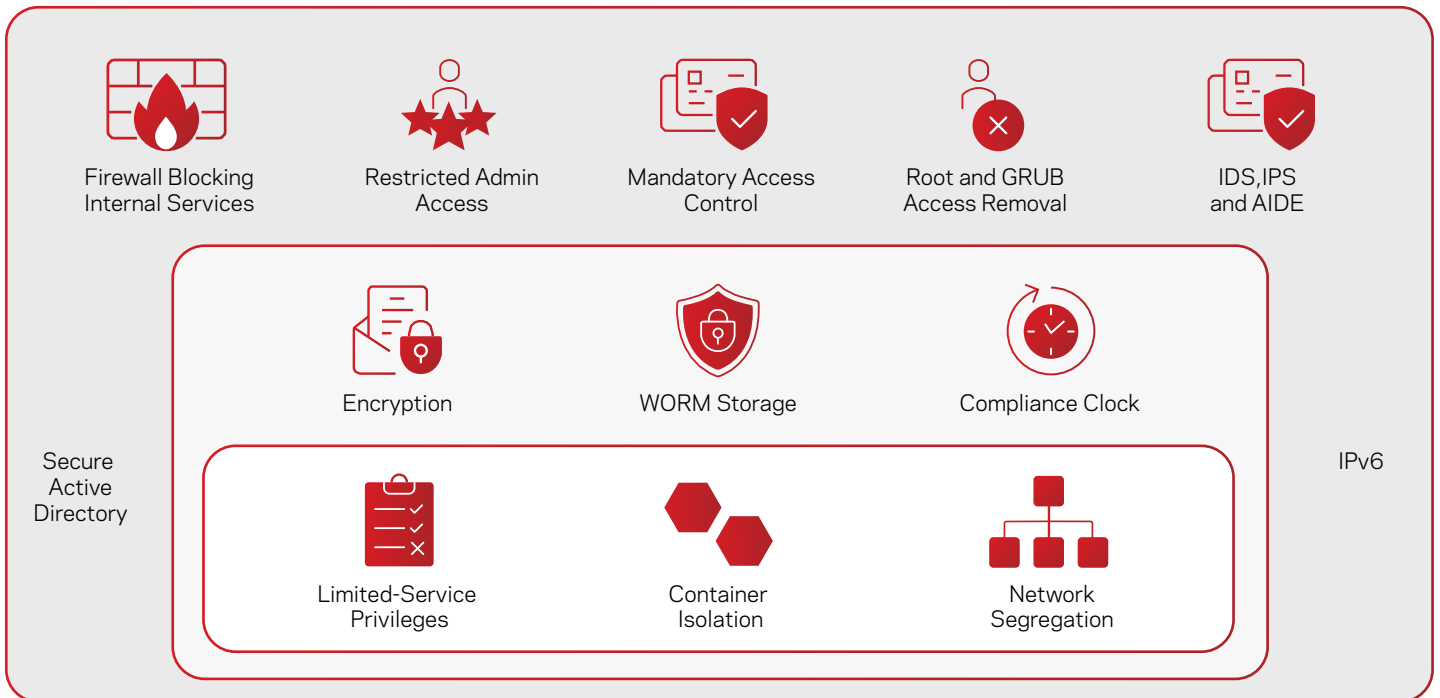 Firewall Blocking
Internal Services
Restricted Admin
Access
Mandatory Access
Control
Root and GRUB
Access Removal
IDS,IPS
and AIDE
Encryption
WORM Storage
Compliance Clock
Secure
Active
Directory
IPv6
Limited-Service
Privileges
Container
Isolation
Network
Segregation